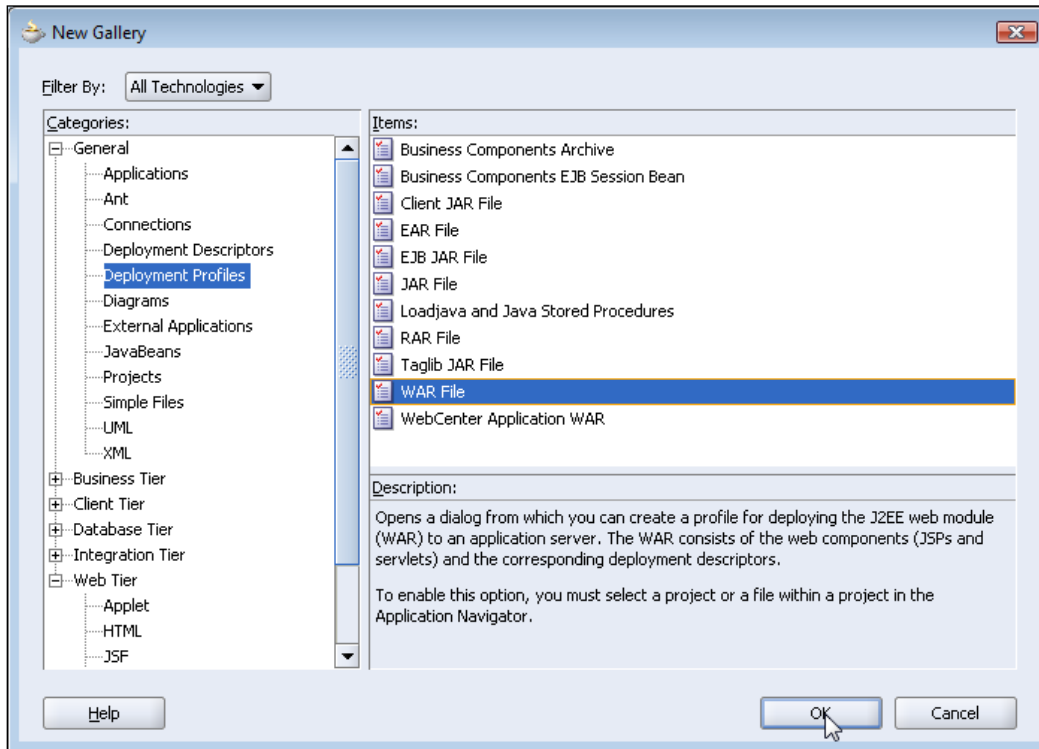 New Gallery
Filter By: All Technologies
Categories:
General
Applications
Ant
Connections
Deployment Descriptors
Deployment Profiles
Diagrams
External Applications
JavaBeans
Projects
Simple Files
UML
XML
Business Tier
Client Tier
Database Tier
Integration Tier
Web Tier
Applet
HTML
JSF
Items:
Business Components Archive
Business Components EJB Session Bean
Client JAR File
EAR File
EJB JAR File
JAR File
Loadjava and Java Stored Procedures
RAR File
Taglib JAR File
WAR File
WebCenter Application WAR
Description:
Opens a dialog from which you can create a profile for deploying the J2EE web module
(WAR) to an application server. The WAR consists of the web components (JSPs and
servlets) and the corresponding deployment descriptors.
To enable this option, you must select a project or a file within a project in the
Application Navigator.
Help
OK
Cancel